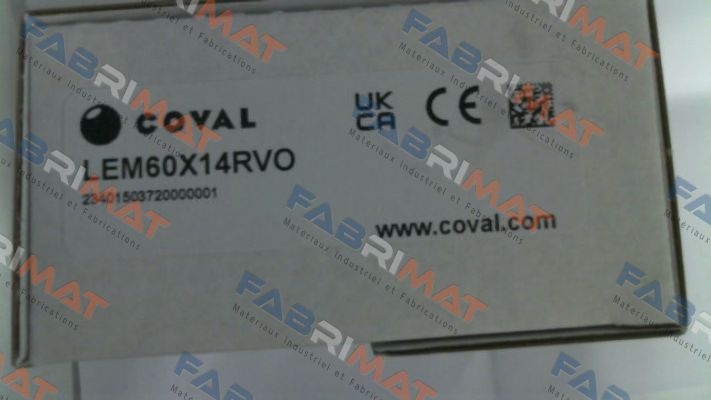 COVAL
UK
CA
CE
LEM60X14RVO
23401503720000001
www.coval.com
FABRIMAT
Materiaux Industriel et Fabrications